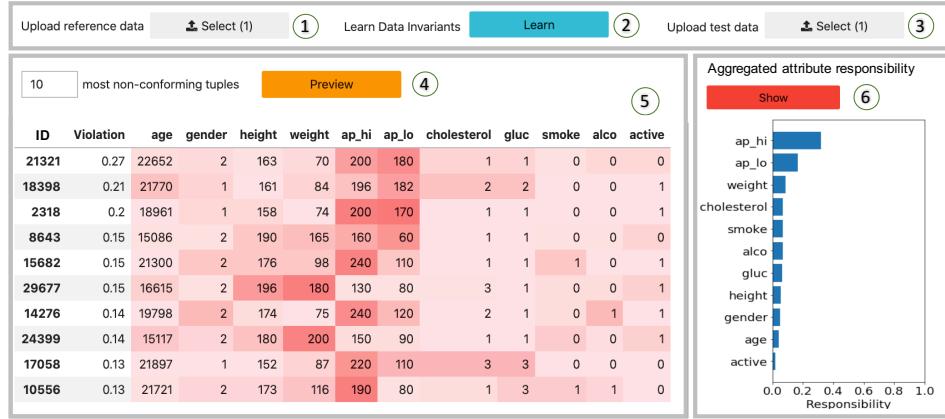 Upload reference data Select (1) 1 Learn Data Invariants Learn 2 Upload test data Select (1) 3
10 most non-conforming tuples Preview 4
5
ID Violation age gender height weight ap_hi ap_lo cholesterol gluc smoke alco active
21321 0.27 22652 2 163 70 200 180 1 1 0 0 0
18398 0.21 21770 1 161 84 196 182 2 2 0 0 1
2318 0.2 18961 1 158 74 200 170 1 1 0 0 1
8643 0.15 15086 2 190 165 160 60 1 1 0 0 0
15682 0.15 21300 2 176 98 240 110 1 1 1 0 1
29677 0.15 16615 2 196 180 130 80 3 1 0 0 1
14276 0.14 19798 2 174 75 240 120 2 1 0 1 1
24399 0.14 15117 2 180 200 150 90 1 1 0 0 1
17058 0.13 21897 1 152 87 220 110 3 3 0 0 0
10556 0.13 21721 2 173 116 190 80 1 3 1 1 0
Aggregated attribute responsibility
Show 6
ap_hi
ap_lo
weight
cholesterol
smoke
alco
gluc
height
gender
age
active
0.0 0.2 0.4 0.6 0.8 1.0
Responsibility